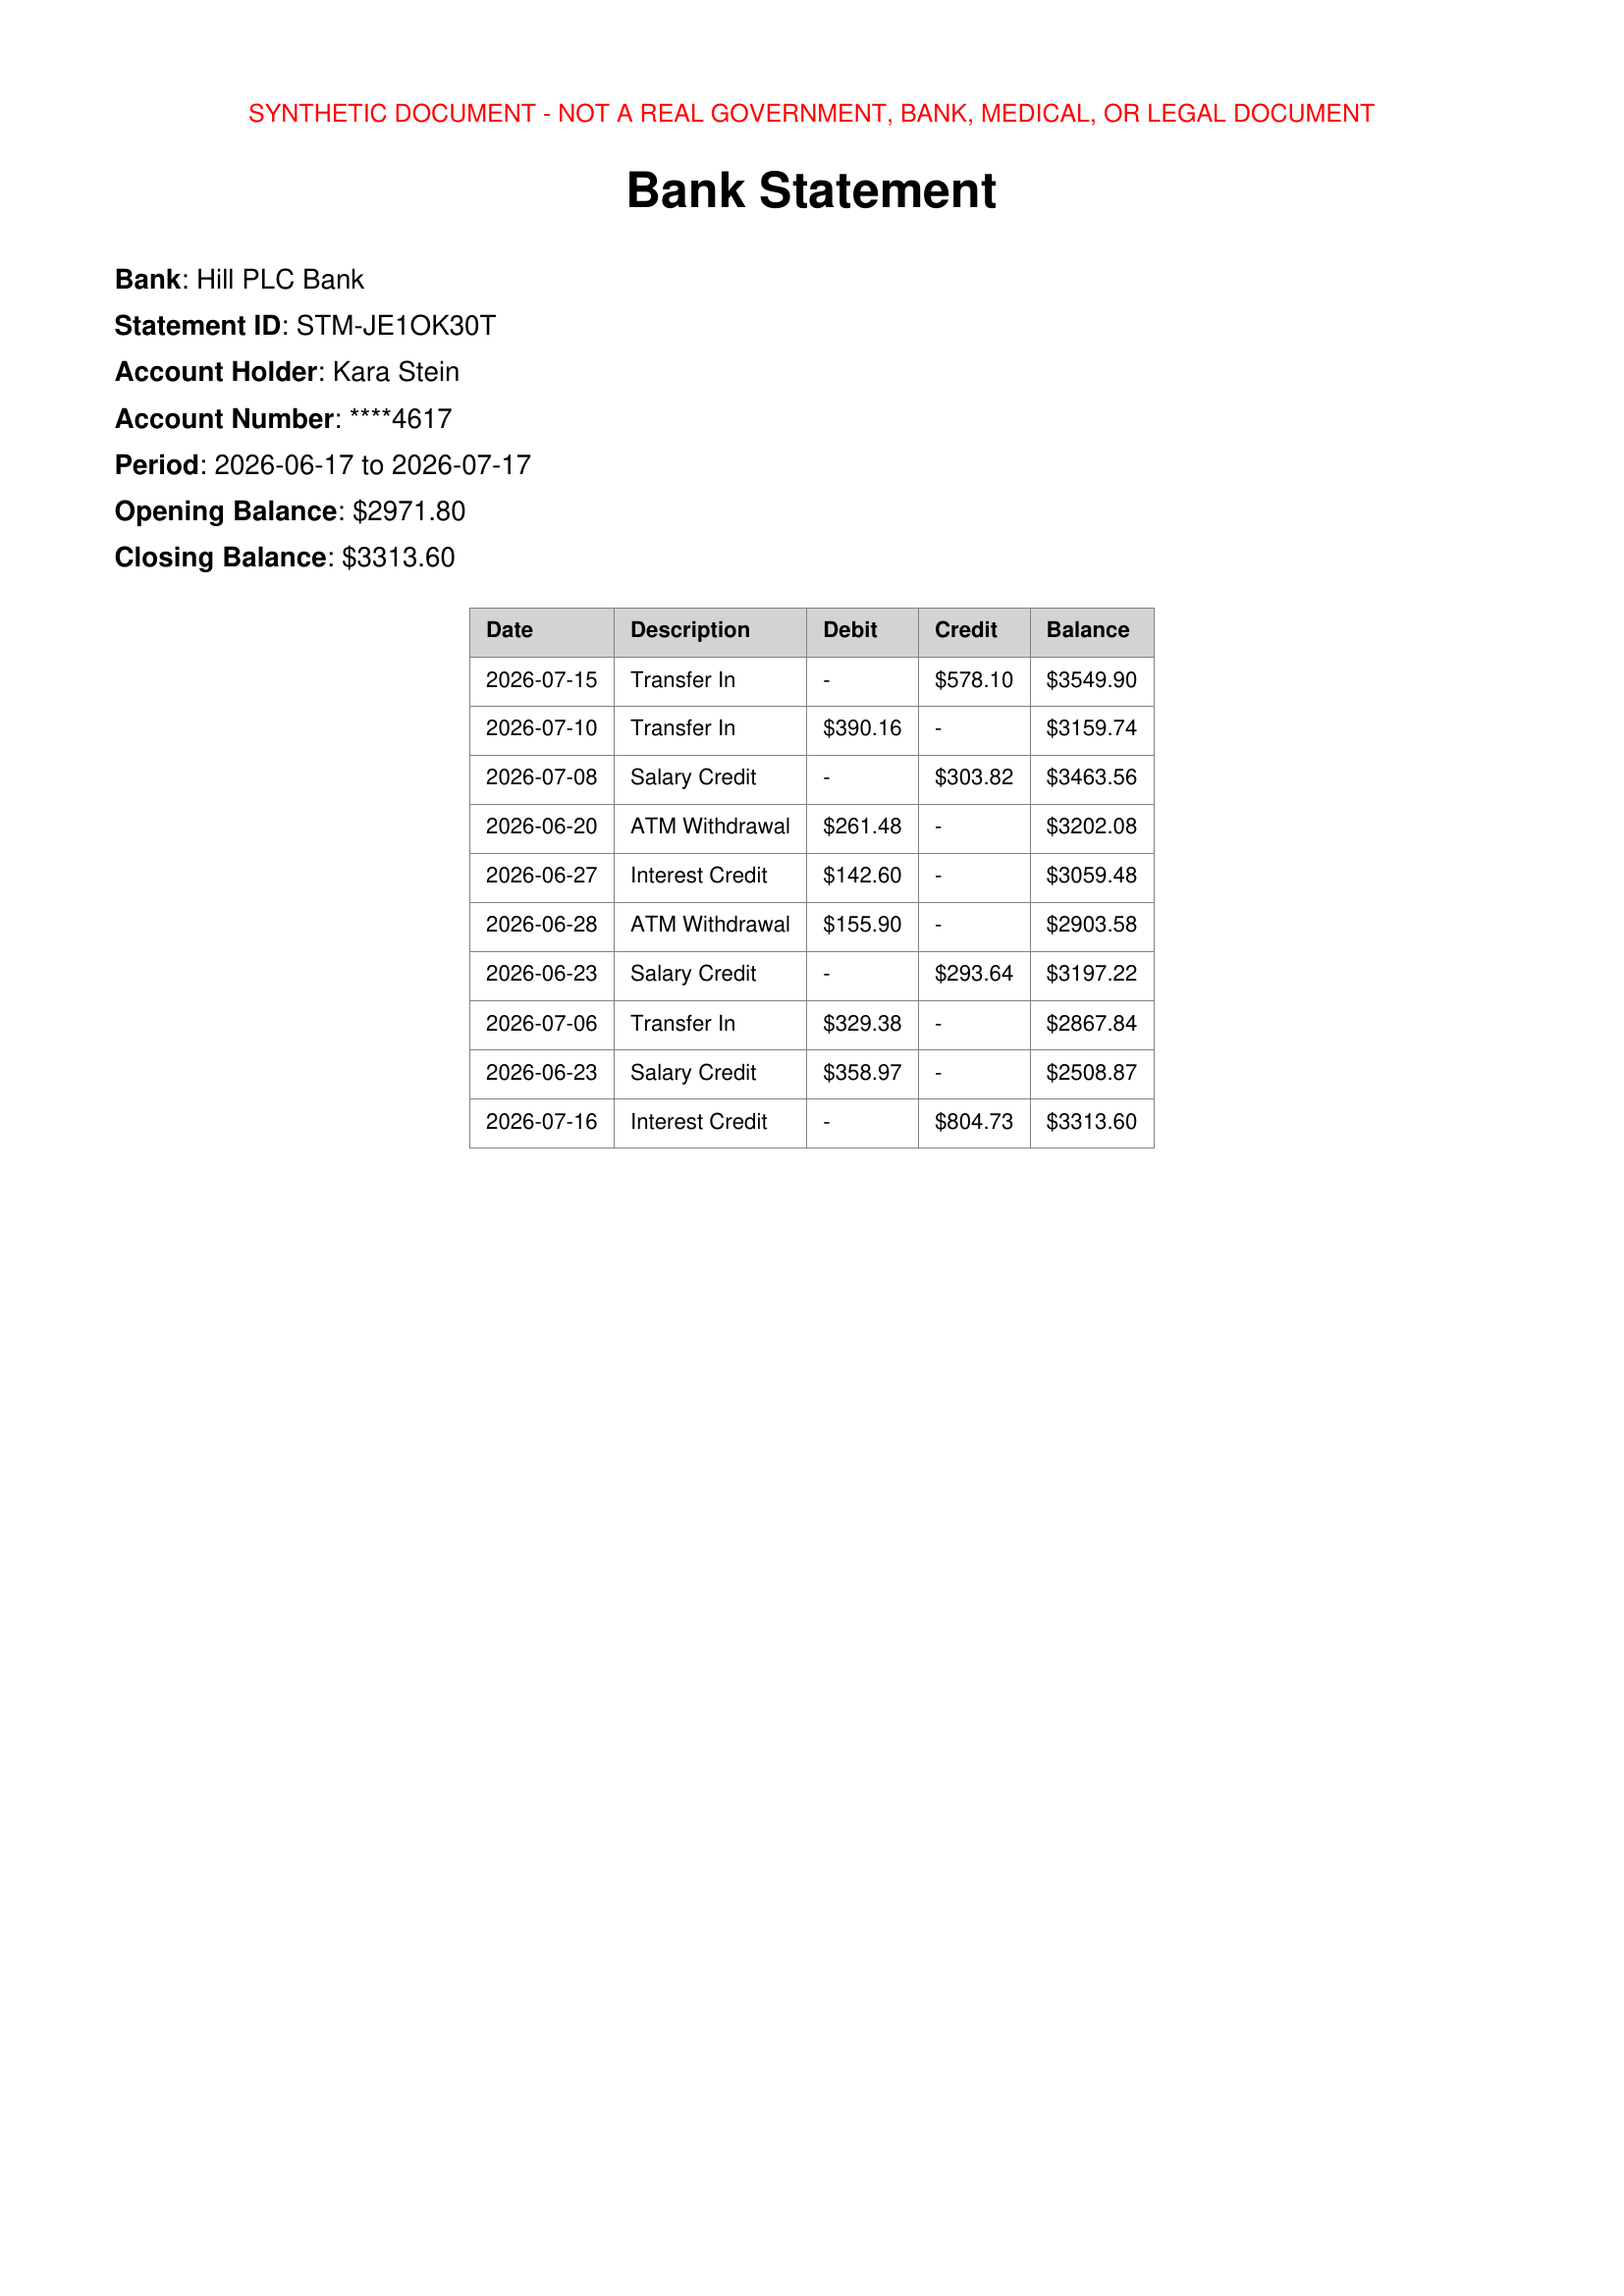 SYNTHETIC DOCUMENT - NOT A REAL GOVERNMENT, BANK, MEDICAL, OR LEGAL DOCUMENT
Bank Statement
Bank: Hill PLC Bank
Statement ID: STM-JE1OK30T
Account Holder: Kara Stein
Account Number: ****4617
Period: 2026-06-17 to 2026-07-17
Opening Balance: $2971.80
Closing Balance: $3313.60
Date Description Debit Credit Balance
2026-07-15 Transfer In - $578.10 $3549.90
2026-07-10 Transfer In $390.16 - $3159.74
2026-07-08 Salary Credit - $303.82 $3463.56
2026-06-20 ATM Withdrawal $261.48 - $3202.08
2026-06-27 Interest Credit $142.60 - $3059.48
2026-06-28 ATM Withdrawal $155.90 - $2903.58
2026-06-23 Salary Credit - $293.64 $3197.22
2026-07-06 Transfer In $329.38 - $2867.84
2026-06-23 Salary Credit $358.97 - $2508.87
2026-07-16 Interest Credit - $804.73 $3313.60